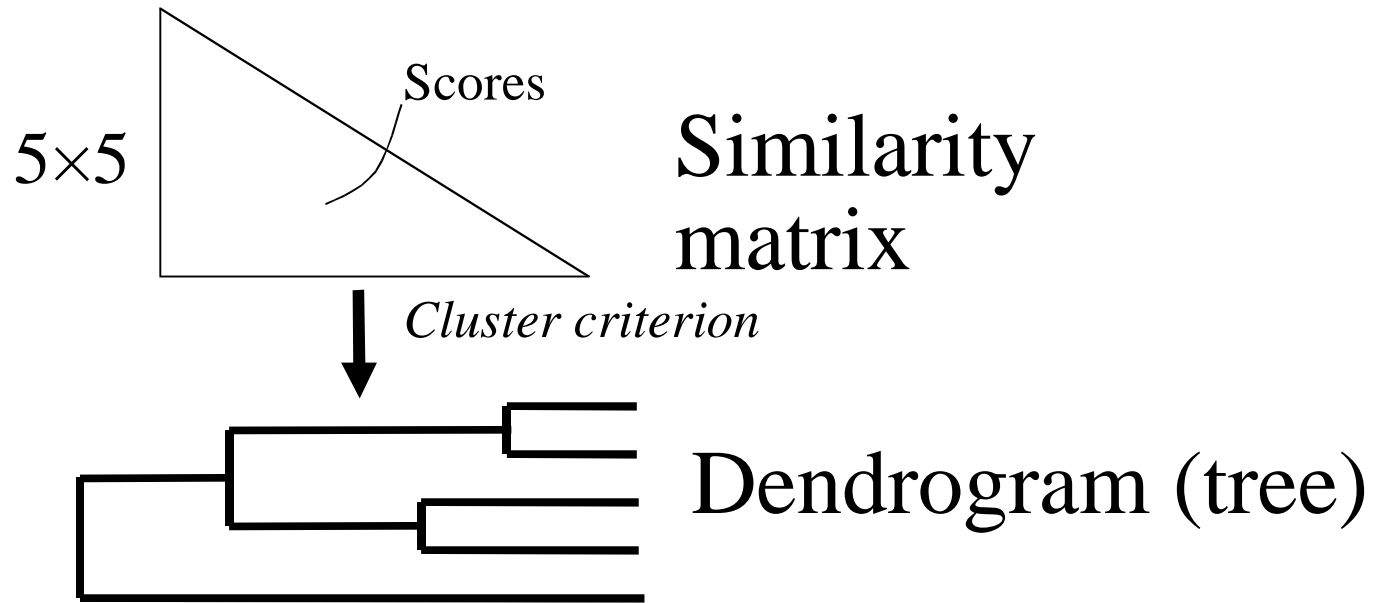 Scores
5×5
Similarity
matrix
Cluster criterion
Dendrogram (tree)